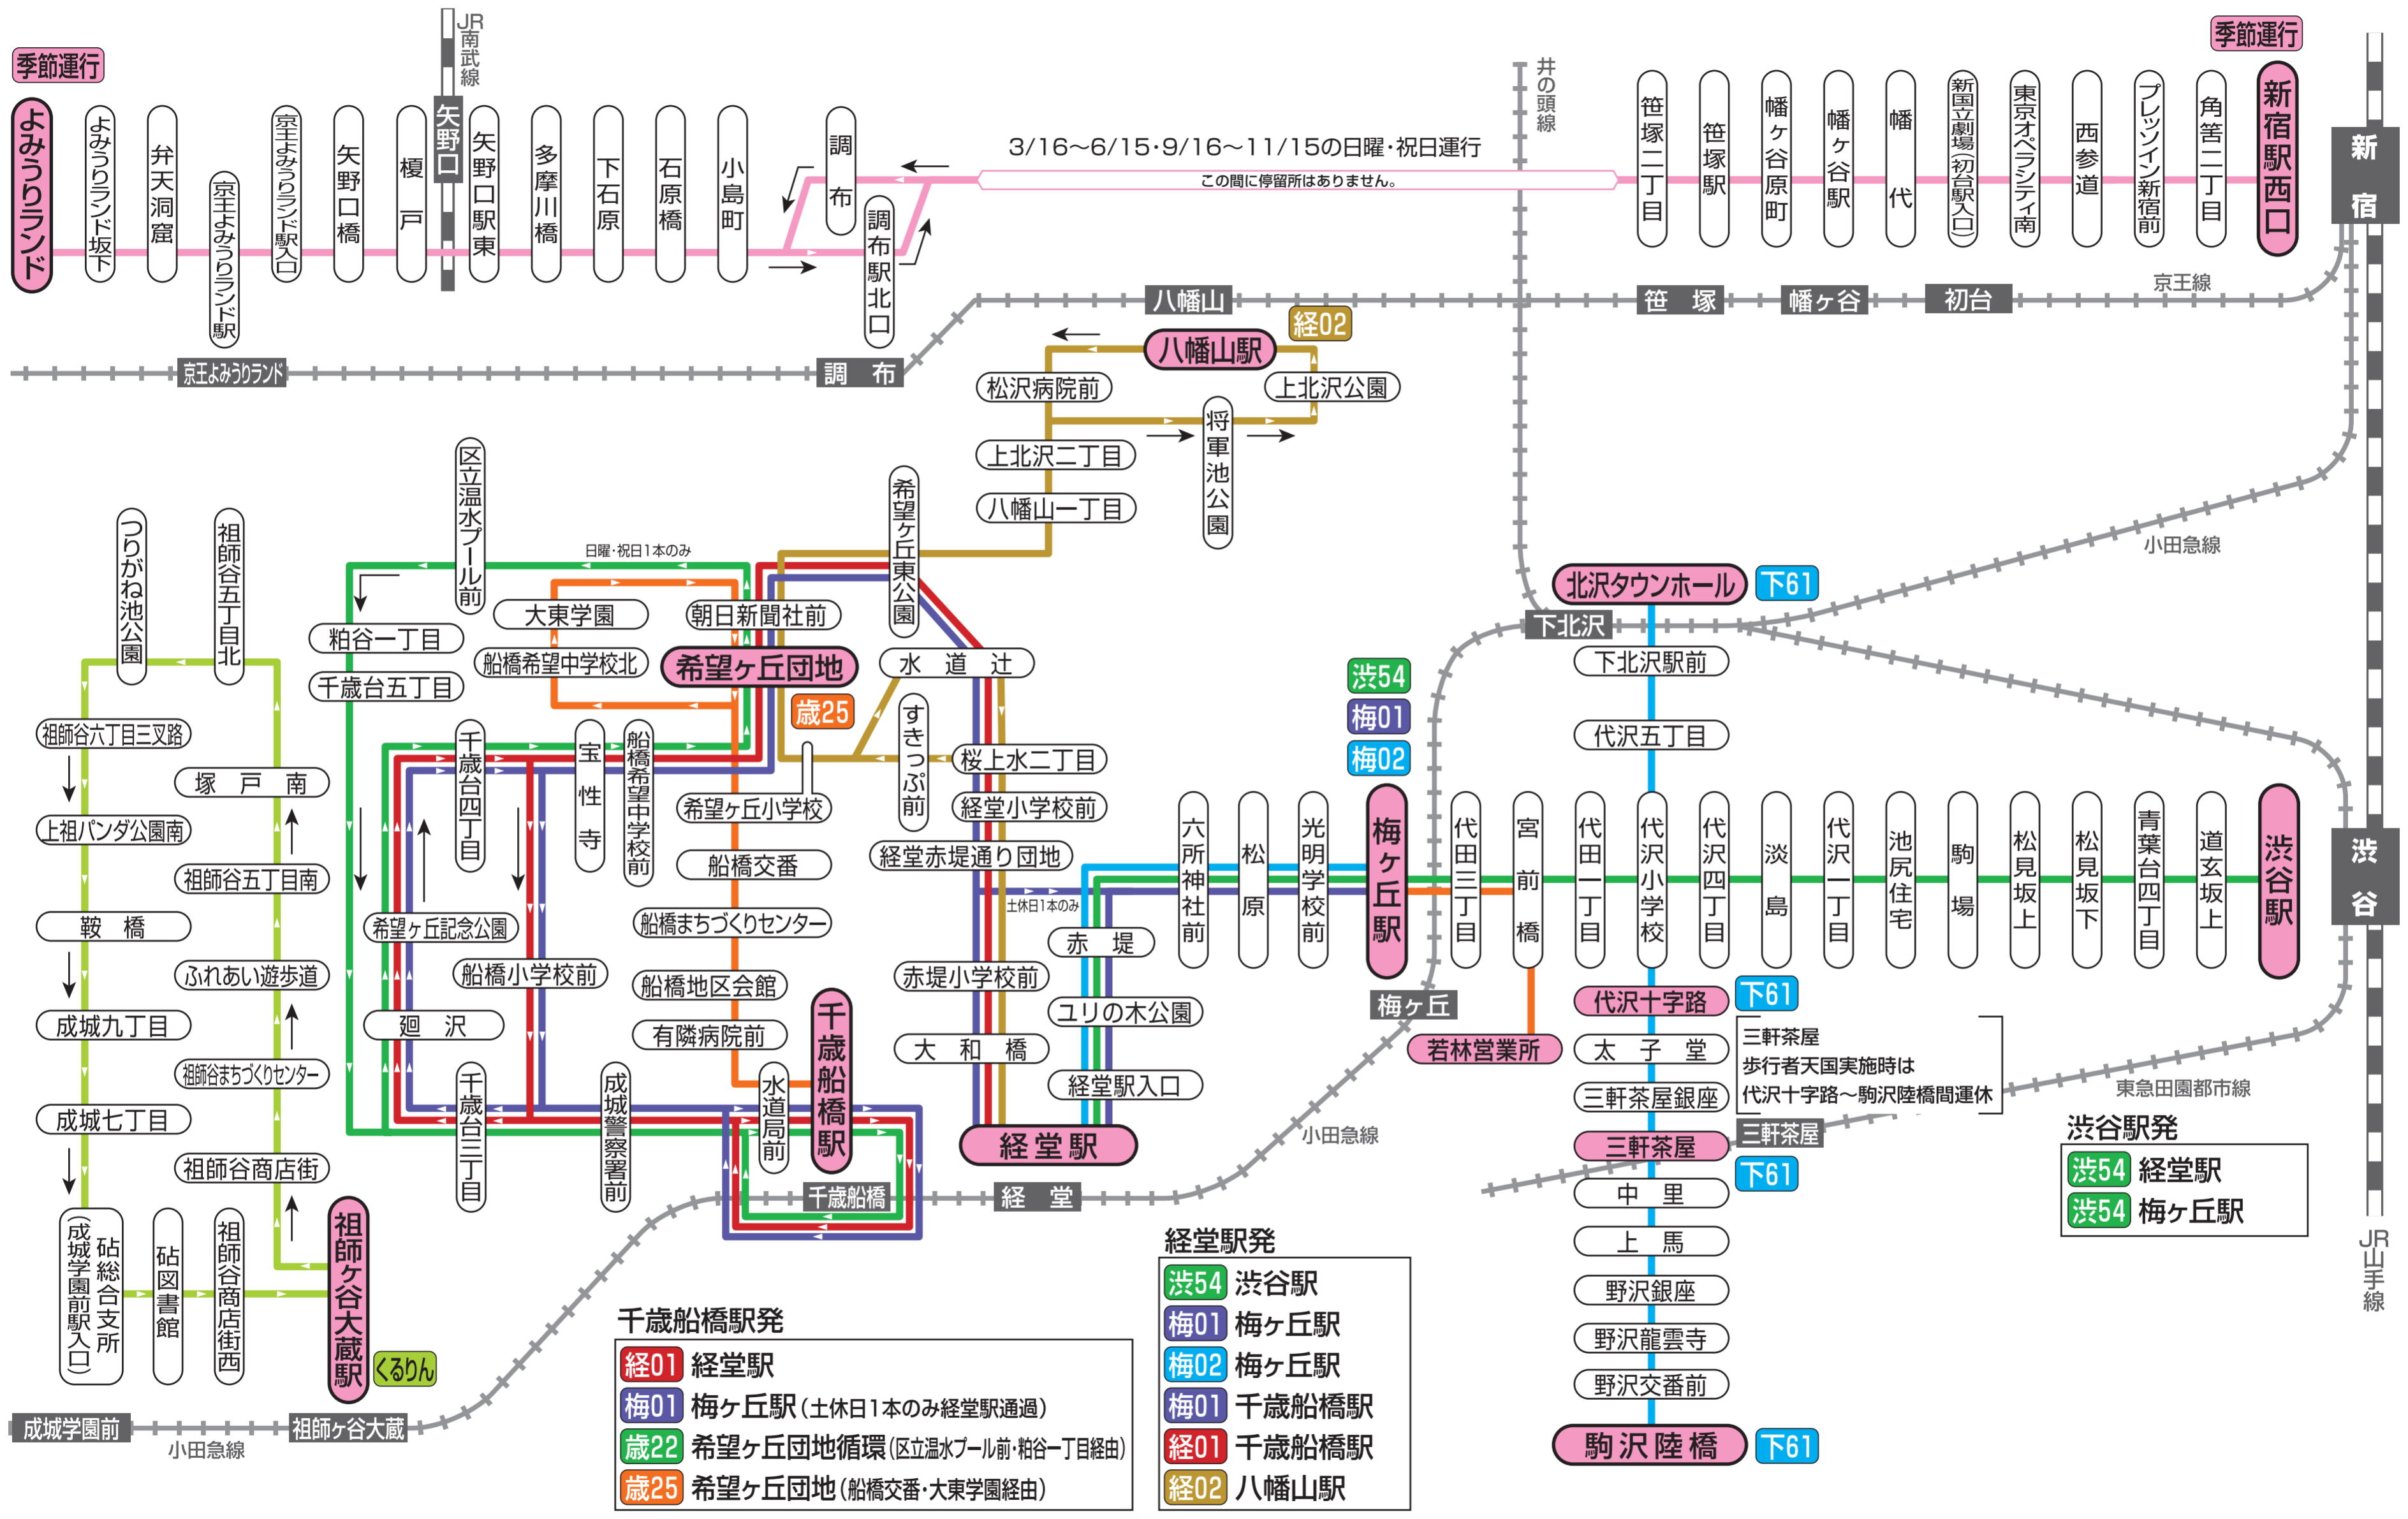 季節運行
よみうりランド
よみうりランド坂下
弁天洞窟
京王よみうりランド駅
京王よみうりランド駅入口
矢野口橋
榎戸
JR南武線
矢野口
矢野口駅東
多摩川橋
下石原
石原橋
小島町
調布
調布駅北口
3/16〜6/15・9/16〜11/15の日曜・祝日運行
この間に停留所はありません。
井の頭線
笹塚二丁目
笹塚駅
幡ヶ谷原町
幡ヶ谷駅
幡代
新国立劇場(初台駅入口)
東京オペラシティ南
西参道
プレッソイン新宿前
角筈二丁目
季節運行
新宿駅西口
新宿
京王よみうりランド
調布
八幡山
笹塚
幡ヶ谷
初台
京王線
経02
八幡山駅
松沢病院前
上北沢公園
将軍池公園
上北沢二丁目
八幡山一丁目
希望ヶ丘東公園
区立温水プール前
日曜・祝日1本のみ
つりがね池公園
祖師谷五丁目北
粕谷一丁目
千歳台五丁目
大東学園
船橋希望中学校北
朝日新聞社前
希望ヶ丘団地
歳25
水道辻
すきっぷ前
桜上水二丁目
経堂小学校前
経堂赤堤通り団地
祖師谷六丁目三叉路
塚戸南
上祖パンダ公園南
祖師谷五丁目南
鞍橋
ふれあい遊歩道
成城九丁目
祖師谷まちづくりセンター
成城七丁目
祖師谷商店街
砧総合支所
(成城学園前駅入口)
砧図書館
祖師谷商店街西
祖師ヶ谷大蔵駅
くるりん
千歳台四丁目
宝性寺
船橋希望中学校前
希望ヶ丘小学校
船橋交番
希望ヶ丘記念公園
船橋小学校前
船橋まちづくりセンター
船橋地区会館
有隣病院前
廻沢
千歳台三丁目
成城警察署前
水道局前
千歳船橋駅
赤堤小学校前
大和橋
土休日1本のみ
赤堤
ユリの木公園
経堂駅入口
経堂駅
六所神社前
松原
光明学校前
渋54
梅01
梅02
梅ヶ丘駅
代田三丁目
宮前橋
代田一丁目
代沢小学校
代沢四丁目
淡島
代沢一丁目
池尻住宅
駒場
松見坂上
松見坂下
青葉台四丁目
道玄坂上
渋谷駅
渋谷
北沢タウンホール
下61
下北沢
下北沢駅前
代沢五丁目
小田急線
梅ヶ丘
若林営業所
代沢十字路
下61
太子堂
三軒茶屋銀座
三軒茶屋
下61
三軒茶屋
歩行者天国実施時は
代沢十字路〜駒沢陸橋間運休
三軒茶屋
東急田園都市線
中里
上馬
野沢銀座
野沢龍雲寺
野沢交番前
駒沢陸橋
下61
渋谷駅発
渋54 経堂駅
渋54 梅ヶ丘駅
JR山手線
小田急線
千歳船橋
経堂
成城学園前
祖師ヶ谷大蔵
小田急線
千歳船橋駅発
経01 経堂駅
梅01 梅ヶ丘駅(土休日1本のみ経堂駅通過)
歳22 希望ヶ丘団地循環(区立温水プール前・粕谷一丁目経由)
歳25 希望ヶ丘団地(船橋交番・大東学園経由)
経堂駅発
渋54 渋谷駅
梅01 梅ヶ丘駅
梅02 梅ヶ丘駅
梅01 千歳船橋駅
経01 千歳船橋駅
経02 八幡山駅